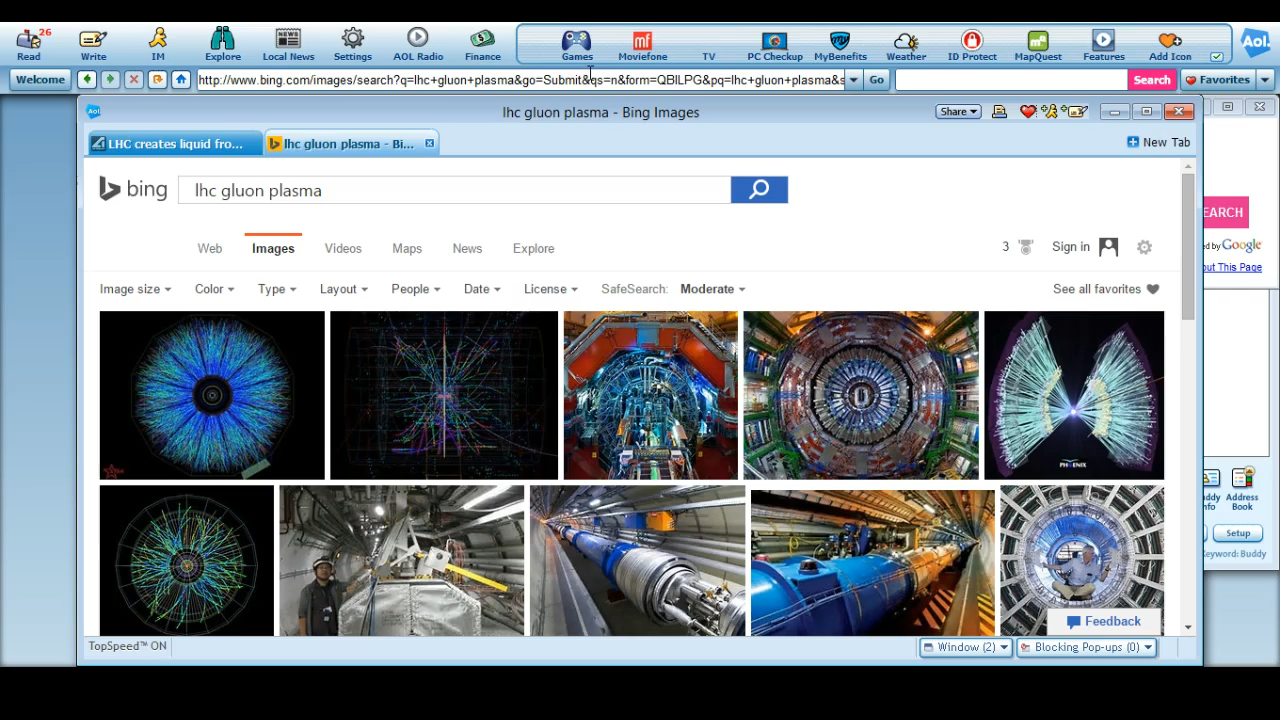 26
Read Write IM Explore Local News Settings AOL Radio Finance Games Moviefone TV PC Checkup MyBenefits Weather ID Protect MapQuest Features Add Icon Aol.
Welcome http://www.bing.com/images/search?q=lhc+gluon+plasma&go=Submit&qs=n&form=QBILPG&pq=lhc+gluon+plasma&s Go Search Favorites
Aol. lhc gluon plasma - Bing Images Share
LHC creates liquid fro... lhc gluon plasma - Bi... New Tab
bing lhc gluon plasma
EARCH
Web Images Videos Maps News Explore 3 Sign in
ed by Google
out This Page
Image size Color Type Layout People Date License SafeSearch: Moderate See all favorites
PHENIX
uddy Address
Info Book
Setup
Keyword: Buddy
Feedback
TopSpeed™ ON Window (2) Blocking Pop-ups (0)